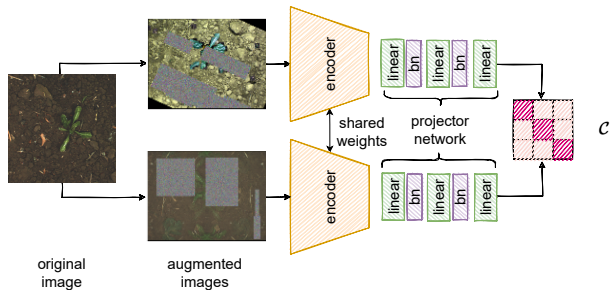 encoder
linear
bn
linear
bn
linear
shared
weights
projector
network
𝒞
encoder
linear
bn
linear
bn
linear
original
image
augmented
images